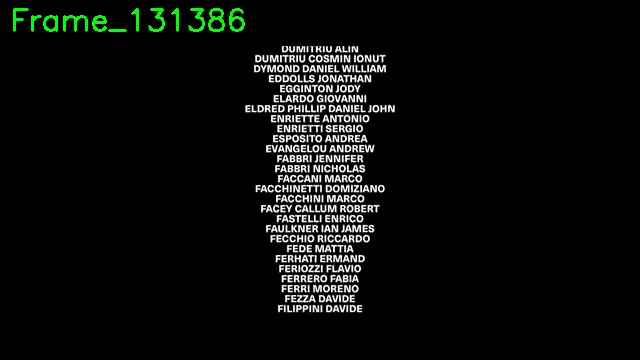 Frame_131386
DUMITRIU ALIN
DUMITRIU COSMIN IONUT
DYMOND DANIEL WILLIAM
EDDOLLS JONATHAN
EGGINTON JODY
ELARDO GIOVANNI
ELDRED PHILLIP DANIEL JOHN
ENRIETTE ANTONIO
ENRIETTI SERGIO
ESPOSITO ANDREA
EVANGELOU ANDREW
FABBRI JENNIFER
FABBRI NICHOLAS
FACCANI MARCO
FACCHINETTI DOMIZIANO
FACCHINI MARCO
FACEY CALLUM ROBERT
FASTELLI ENRICO
FAULKNER IAN JAMES
FECCHIO RICCARDO
FEDE MATTIA
FERHATI ERMAND
FERIOZZI FLAVIO
FERRERO FABIA
FERRI MORENO
FEZZA DAVIDE
FILIPPINI DAVIDE